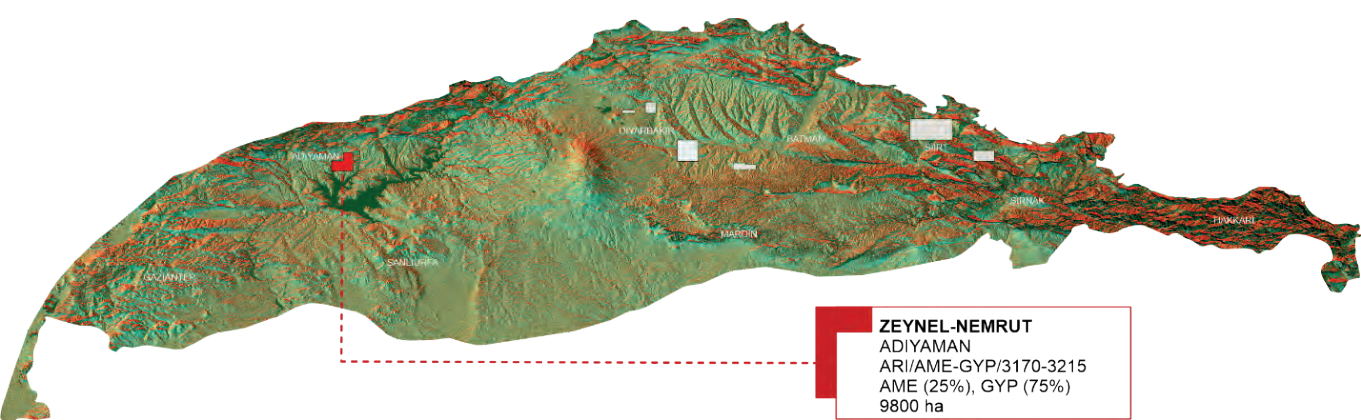 DİYARBAKIR
BATMAN
SİİRT
ADIYAMAN
ŞIRNAK
HAKKARİ
MARDİN
ŞANLIURFA
GAZİANTEP
ZEYNEL-NEMRUT
ADIYAMAN
ARI/AME-GYP/3170-3215
AME (25%), GYP (75%)
9800 ha